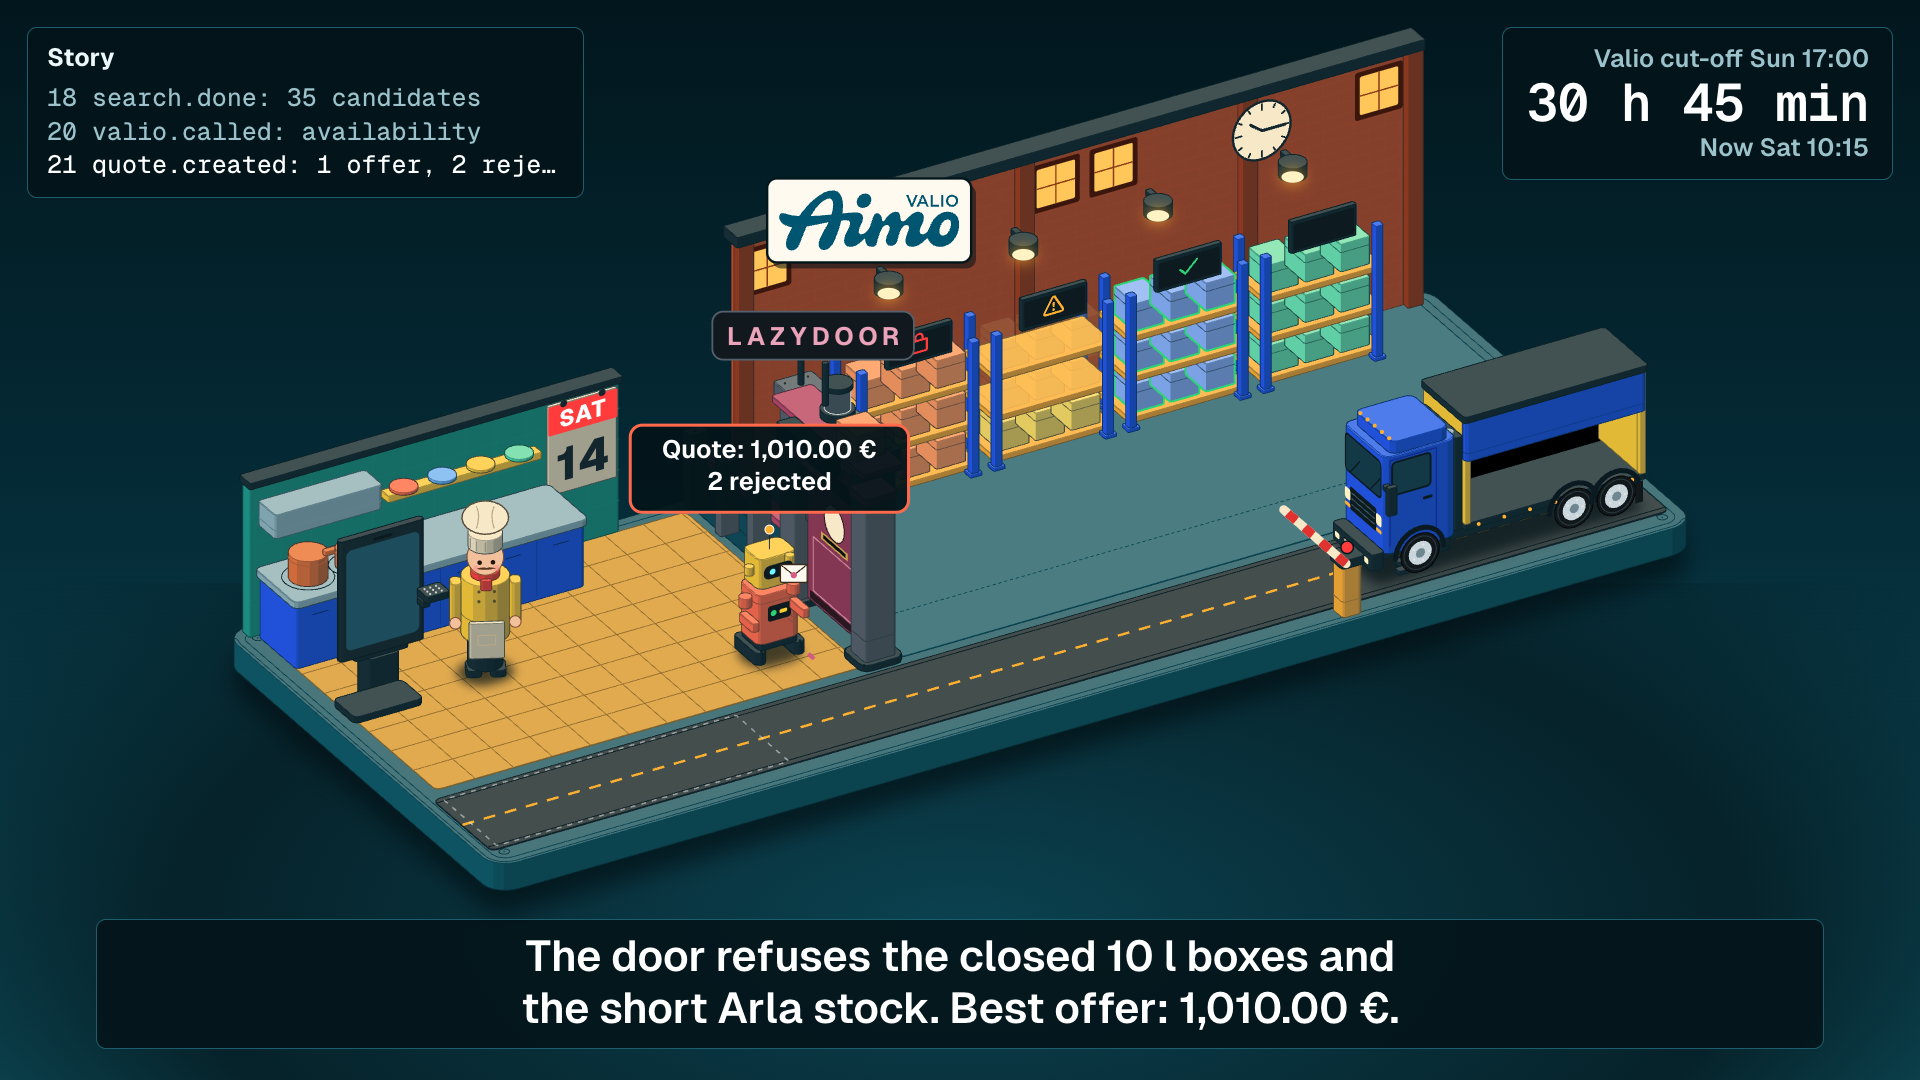 Story
18 search.done: 35 candidates
20 valio.called: availability
21 quote.created: 1 offer, 2 reje…
Valio cut-off Sun 17:00
30 h 45 min
Now Sat 10:15
VALIO
Aimo
LAZYDOOR
SAT
14
Quote: 1,010.00 €
2 rejected
The door refuses the closed 10 l boxes and
the short Arla stock. Best offer: 1,010.00 €.